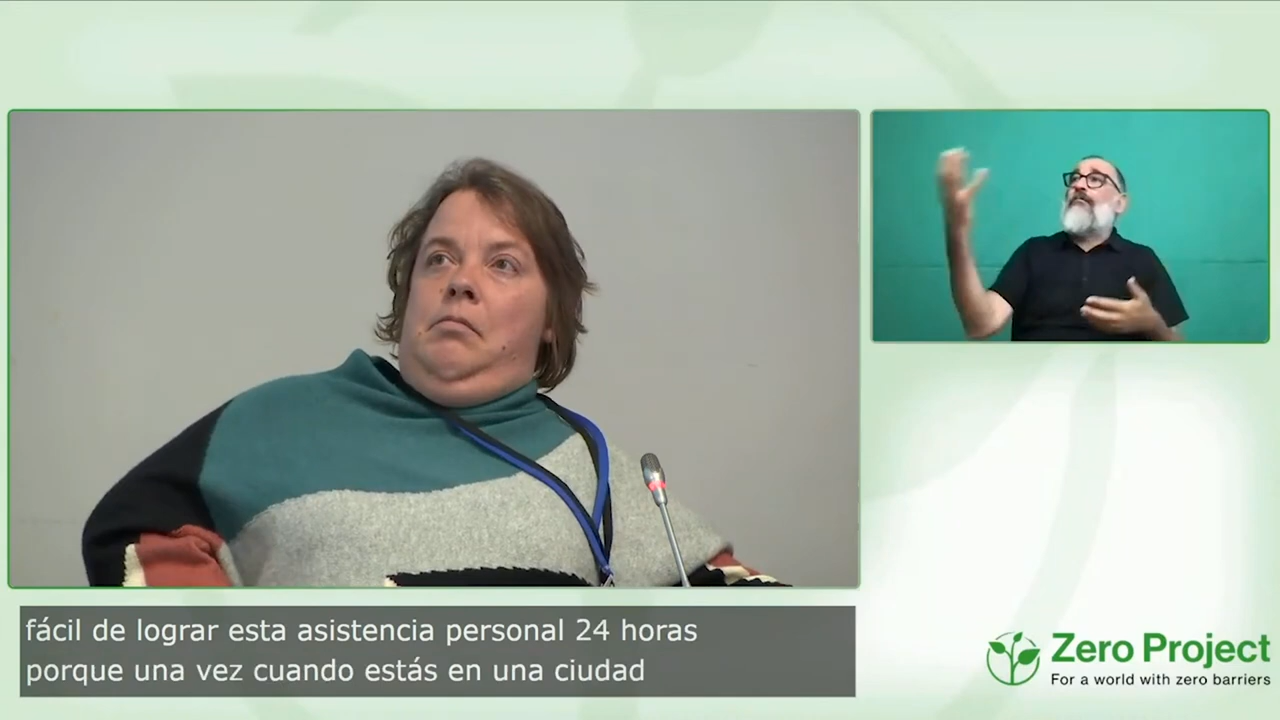 fácil de lograr esta asistencia personal 24 horas
porque una vez cuando estás en una ciudad
Zero Project
For a world with zero barriers